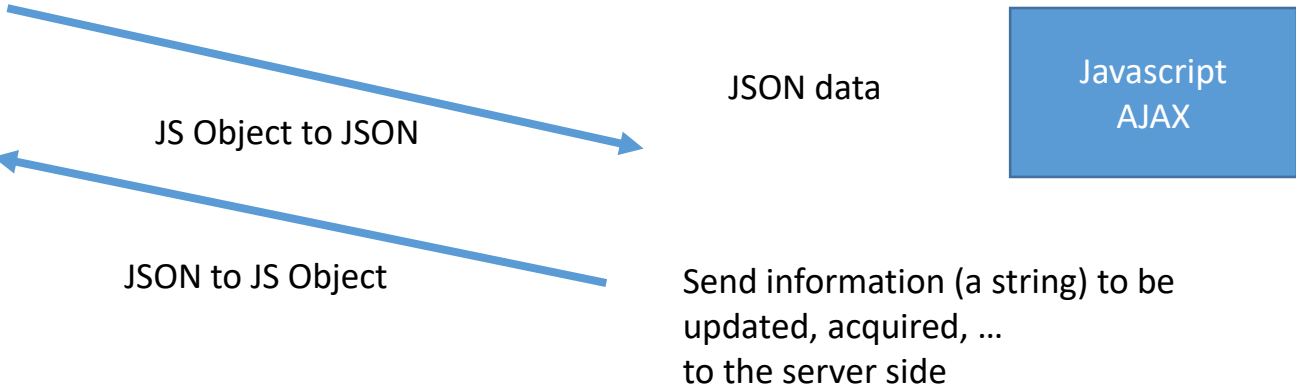 JSON data
Javascript
AJAX
JS Object to JSON
JSON to JS Object
Send information (a string) to be
updated, acquired, …
to the server side